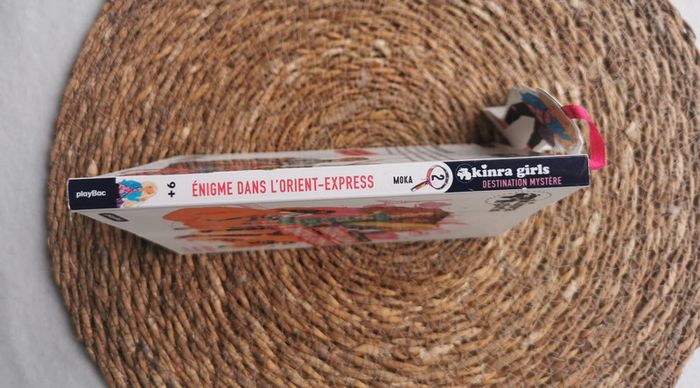 playBac
+ 9
ÉNIGME DANS L'ORIENT-EXPRESS
MOKA
2
kinra girls
DESTINATION MYSTÈRE